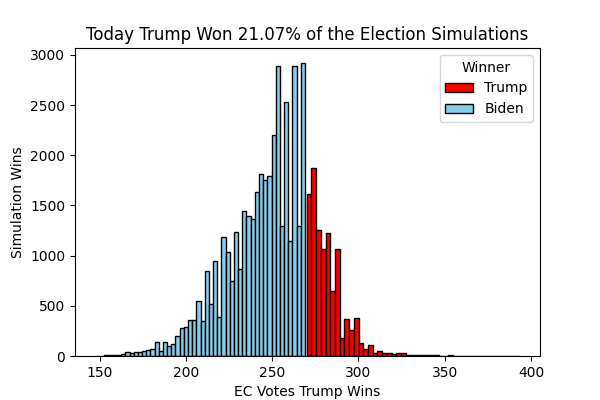 Today Trump Won 21.07% of the Election Simulations
3000
2500
2000
1500
1000
500
0
Simulation Wins
Winner
Trump
Biden
150 200 250 300 350 400
EC Votes Trump Wins